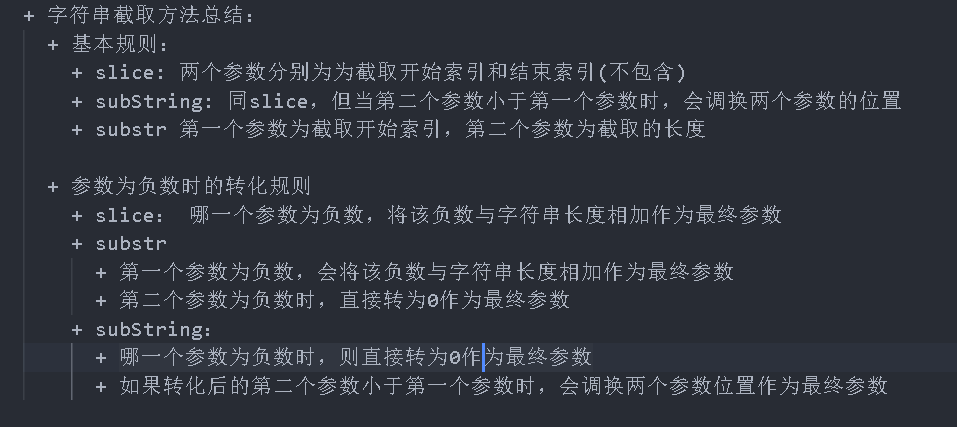 + 字符串截取方法总结:
+ 基本规则:
+ slice: 两个参数分别为为截取开始索引和结束索引(不包含)
+ subString: 同slice，但当第二个参数小于第一个参数时，会调换两个参数的位置
+ substr 第一个参数为截取开始索引，第二个参数为截取的长度
+ 参数为负数时的转化规则
+ slice:  哪一个参数为负数，将该负数与字符串长度相加作为最终参数
+ substr
+ 第一个参数为负数，会将该负数与字符串长度相加作为最终参数
+ 第二个参数为负数时，直接转为0作为最终参数
+ subString:
+ 哪一个参数为负数时，则直接转为0作为最终参数
+ 如果转化后的第二个参数小于第一个参数时，会调换两个参数位置作为最终参数